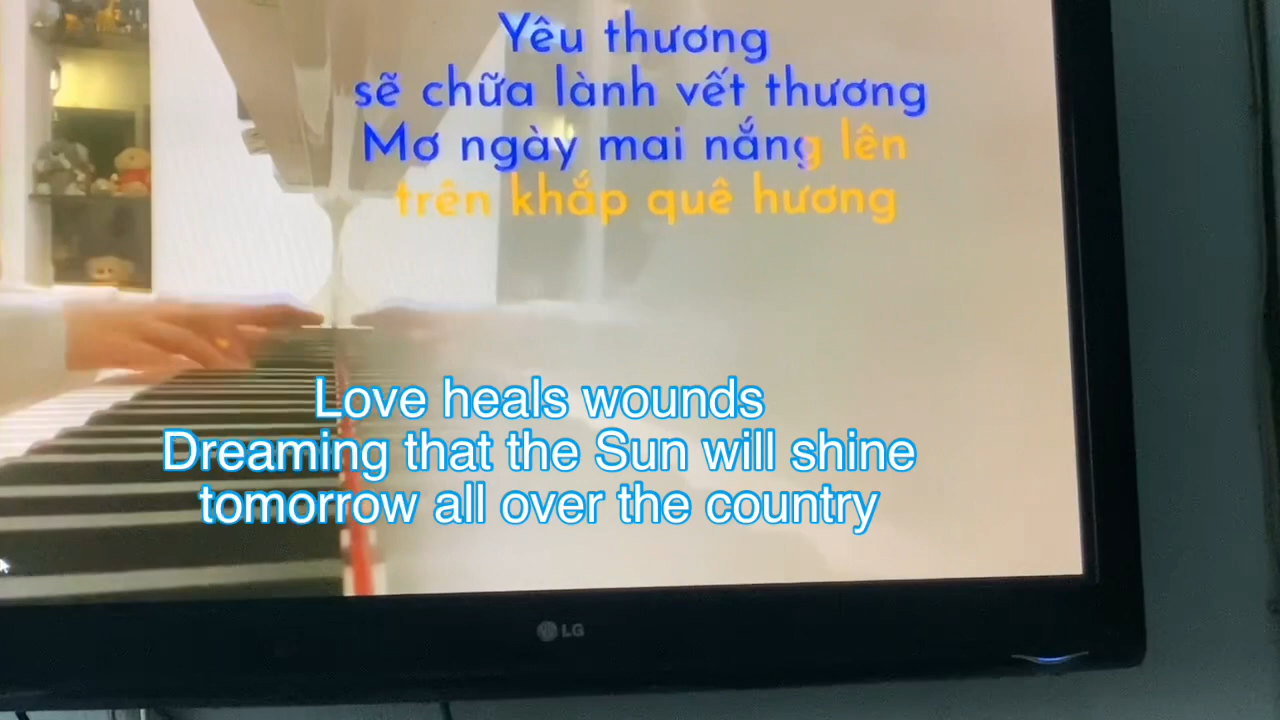 Yêu thương
sẽ chữa lành vết thương
Mơ ngày mai nắng lên
trên khắp quê hương
Love heals wounds
Dreaming that the Sun will shine
tomorrow all over the country
LG